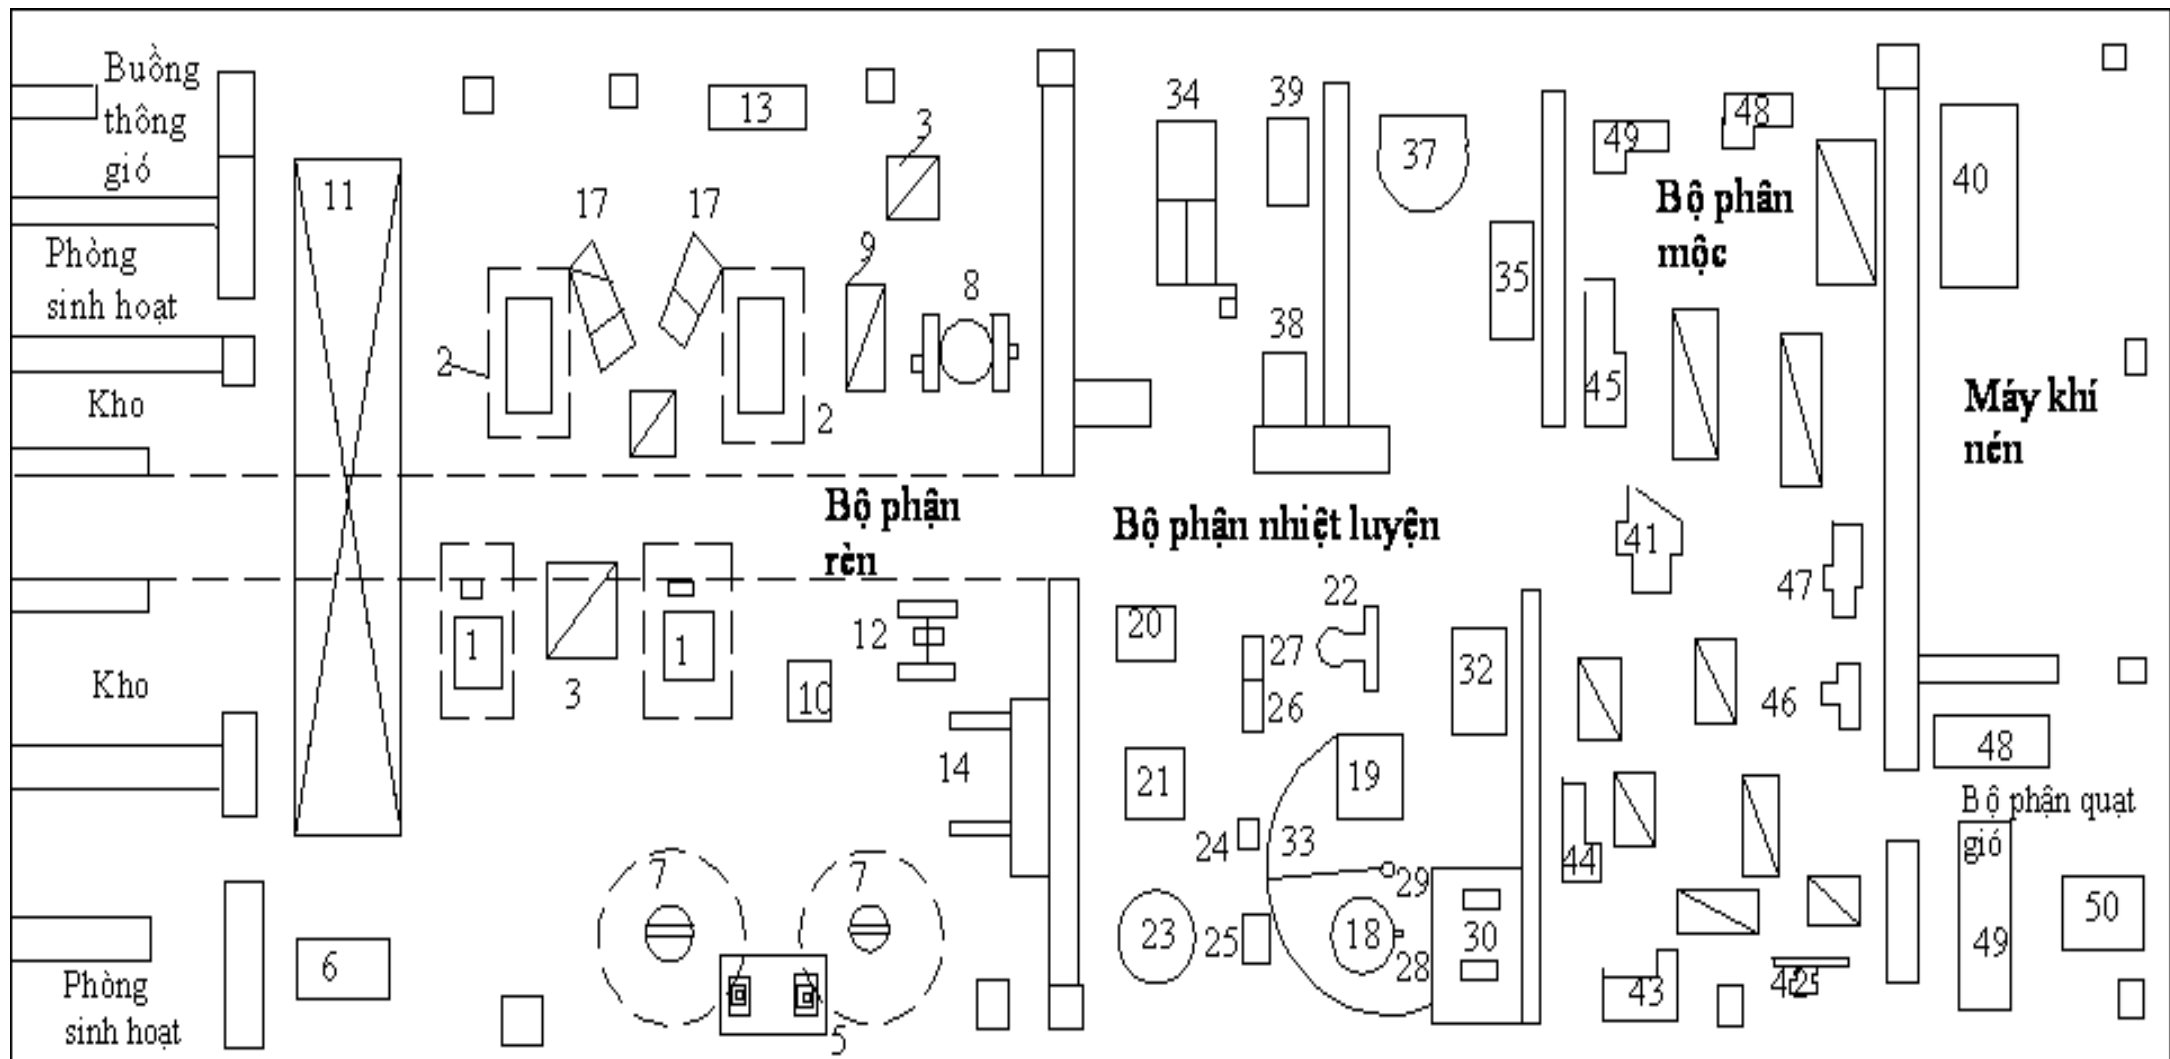 Buồng
thông
gió
Phòng
sinh hoạt
Kho
Kho
Phòng
sinh hoạt
11
6
13
3
17
17
9
8
2
2
Bộ phận
rèn
1
3
1
12
10
14
7
7
5
34
39
37
38
35
Bộ phận nhiệt luyện
20
22
27
26
32
21
19
24
33
29
23
25
18
28
30
49
48
Bộ phân
mộc
45
41
47
46
44
43
42
40
Máy khí
nén
48
Bộ phận quạt
gió
49
50